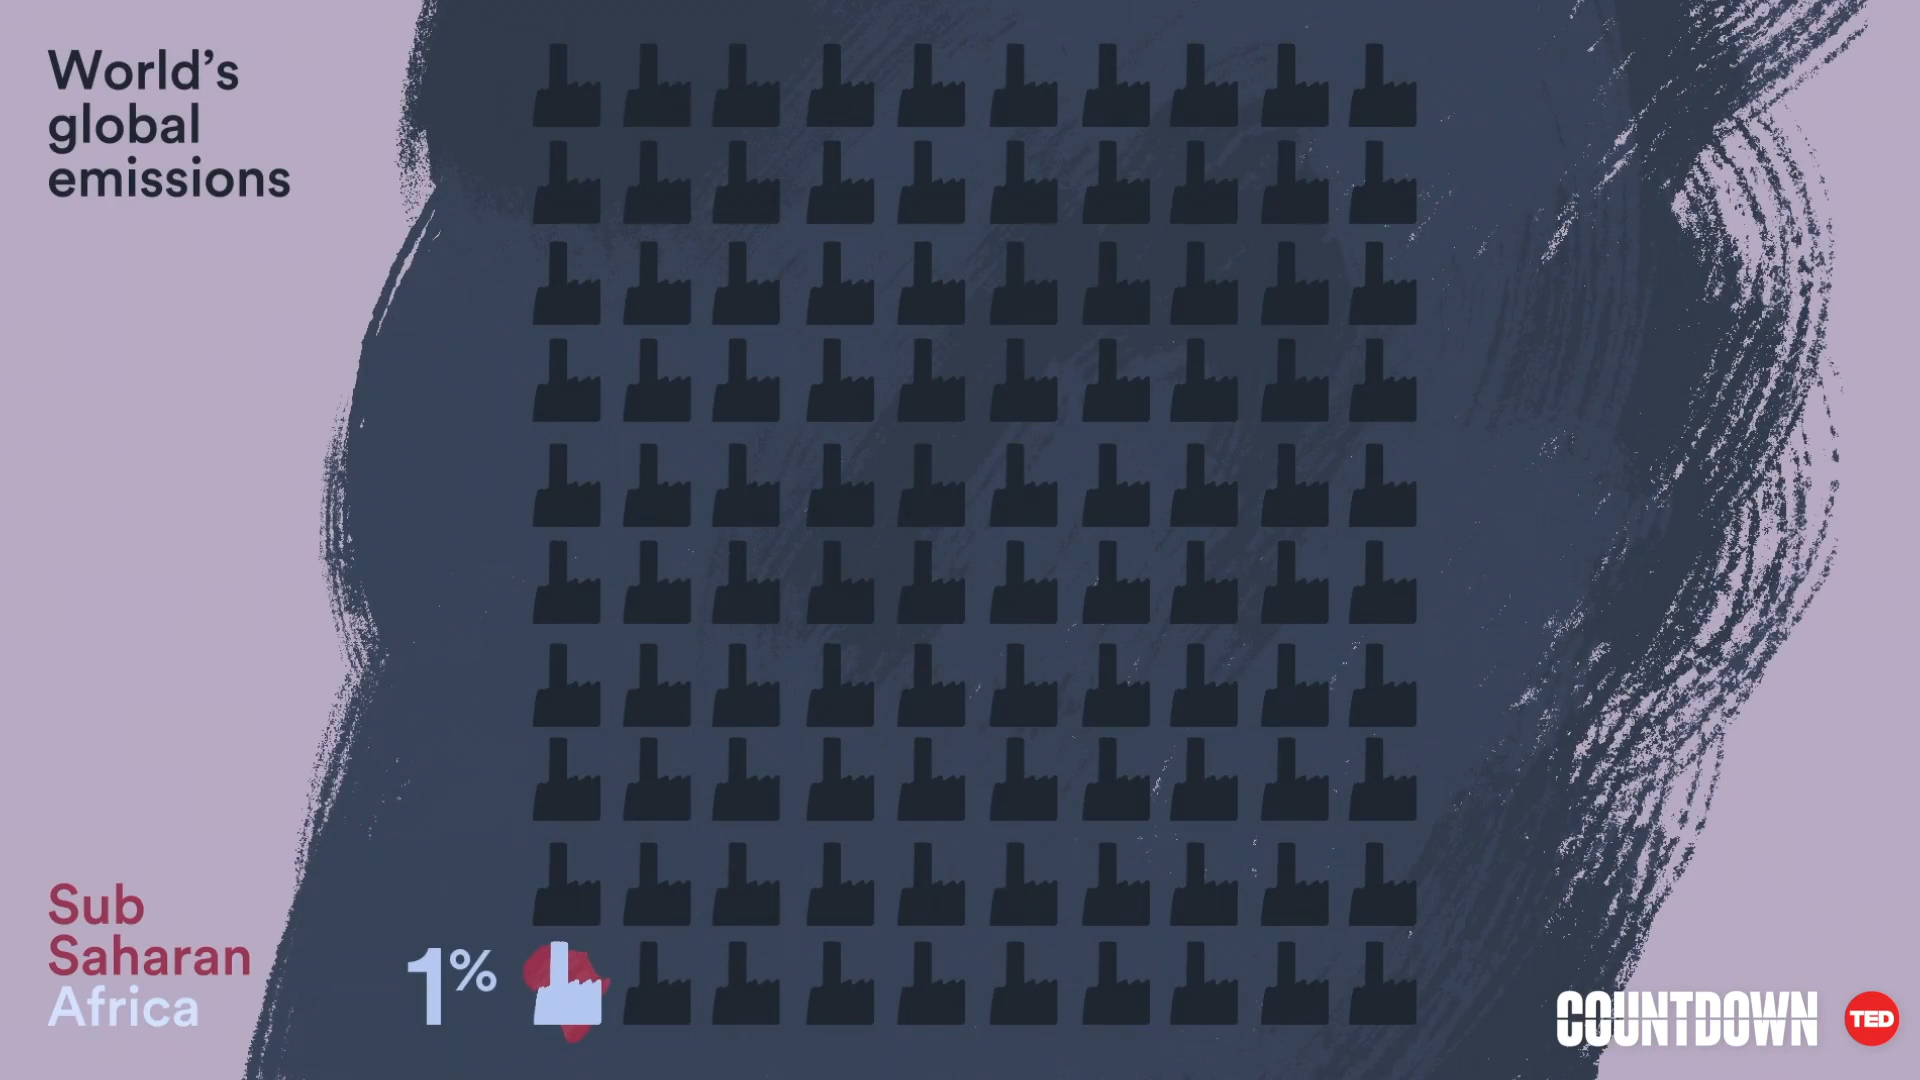 World’s
global
emissions
Sub
Saharan
Africa
1%
COUNTDOWN
TED